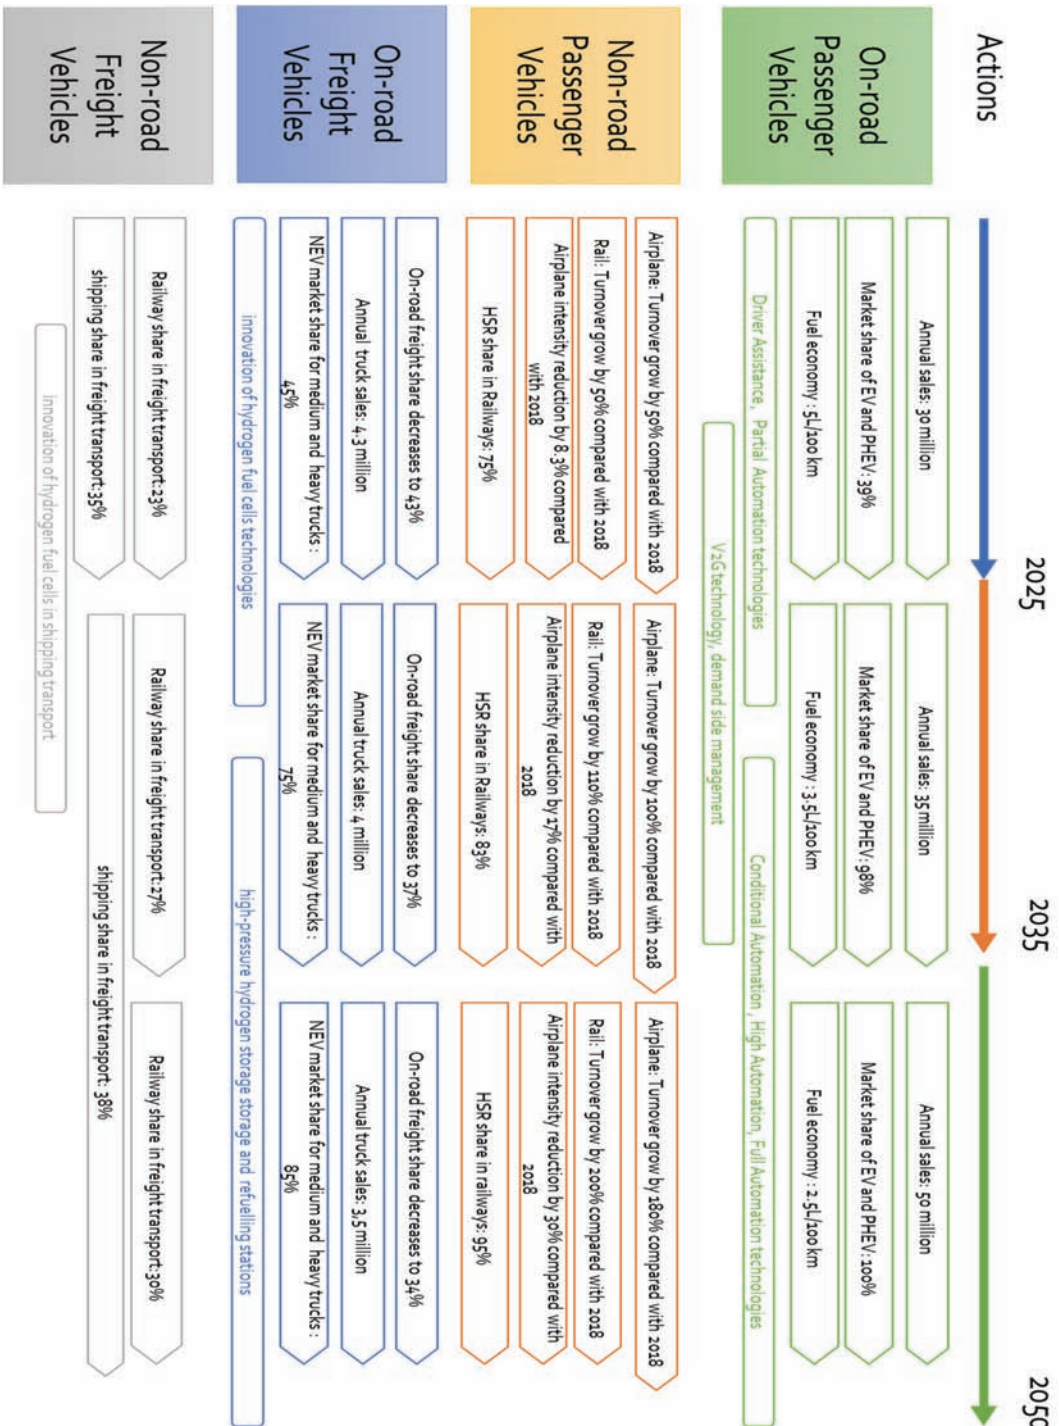 Actions
2025
2035
2050
On-road
Passenger
Vehicles
Annual sales: 30 million
Annual sales: 35 million
Annual sales: 50 million
Market share of EV and PHEV: 39%
Market share of EV and PHEV: 98%
Market share of EV and PHEV: 100%
Fuel economy : 5L/100 km
Fuel economy : 3.5L/100 km
Fuel economy : 2.5L/100 km
Driver Assistance, Partial Automation technologies
Conditional Automation , High Automation, Full Automation technologies
V2G technology, demand side management
Non-road
Passenger
Vehicles
Airplane: Turnover grow by 50% compared with 2018
Airplane: Turnover grow by 100% compared with 2018
Airplane: Turnover grow by 180% compared with 2018
Rail: Turnover grow by 50% compared with 2018
Rail: Turnover grow by 110% compared with 2018
Rail: Turnover grow by 200% compared with 2018
Airplane intensity reduction by 8.3% compared
with 2018
Airplane intensity reduction by 17% compared with
2018
Airplane intensity reduction by 30% compared with
2018
HSR share in Railways: 75%
HSR share in Railways: 83%
HSR share in railways: 95%
On-road
Freight
Vehicles
On-road freight share decreases to 43%
On-road freight share decreases to 37%
On-road freight share decreases to 34%
Annual truck sales: 4.3 million
Annual truck sales: 4 million
Annual truck sales: 3,5 million
NEV market share for medium and heavy trucks :
45%
NEV market share for medium and heavy trucks :
75%
NEV market share for medium and heavy trucks :
85%
innovation of hydrogen fuel cells technologies
high-pressure hydrogen storage storage and refuelling stations
Non-road
Freight
Vehicles
Railway share in freight transport:23%
Railway share in freight transport:27%
Railway share in freight transport:30%
shipping share in freight transport:35%
shipping share in freight transport: 38%
innovation of hydrogen fuel cells in shipping transport